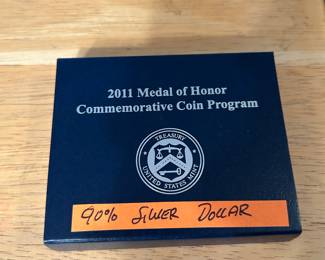 2011 Medal of Honor
Commemorative Coin Program
TREASURY
UNITED STATES MINT
90% SILVER DOLLAR